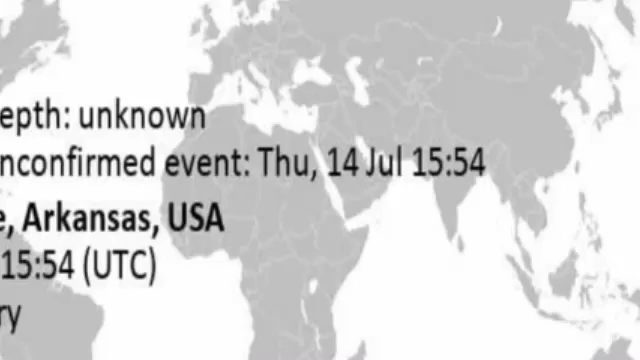 epth: unknown
nconfirmed event: Thu, 14 Jul 15:54
e, Arkansas, USA
15:54 (UTC)
ry